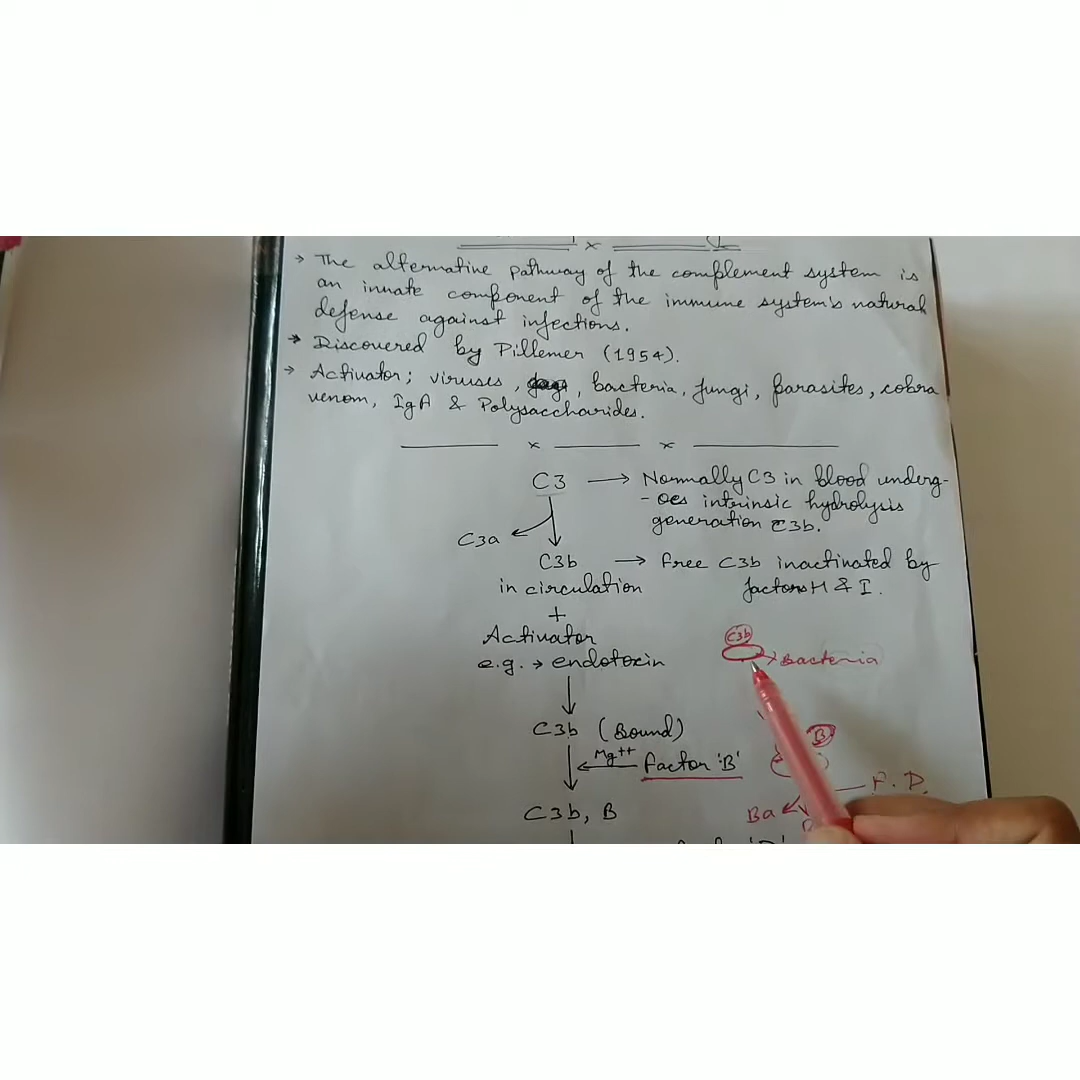 → The alternative pathway of the complement system is
an innate component of the immune system's natural
defense against infections.
→ Discovered by Pillemer (1954).
→ Activator; viruses, bacteria, fungi, parasites, cobra
venom, IgA & Polysaccharides.
C3 → Normally C3 in blood underg-
-oes intrinsic hydrolysis
generation C3b.
C3a
C3b → free C3b inactivated by
in circulation factors H & I.
+
Activator C3b
e.g. → endotoxin Bacteria
C3b (Bound)
B
Mg++ factor 'B'
F.D.
C3b, B Ba